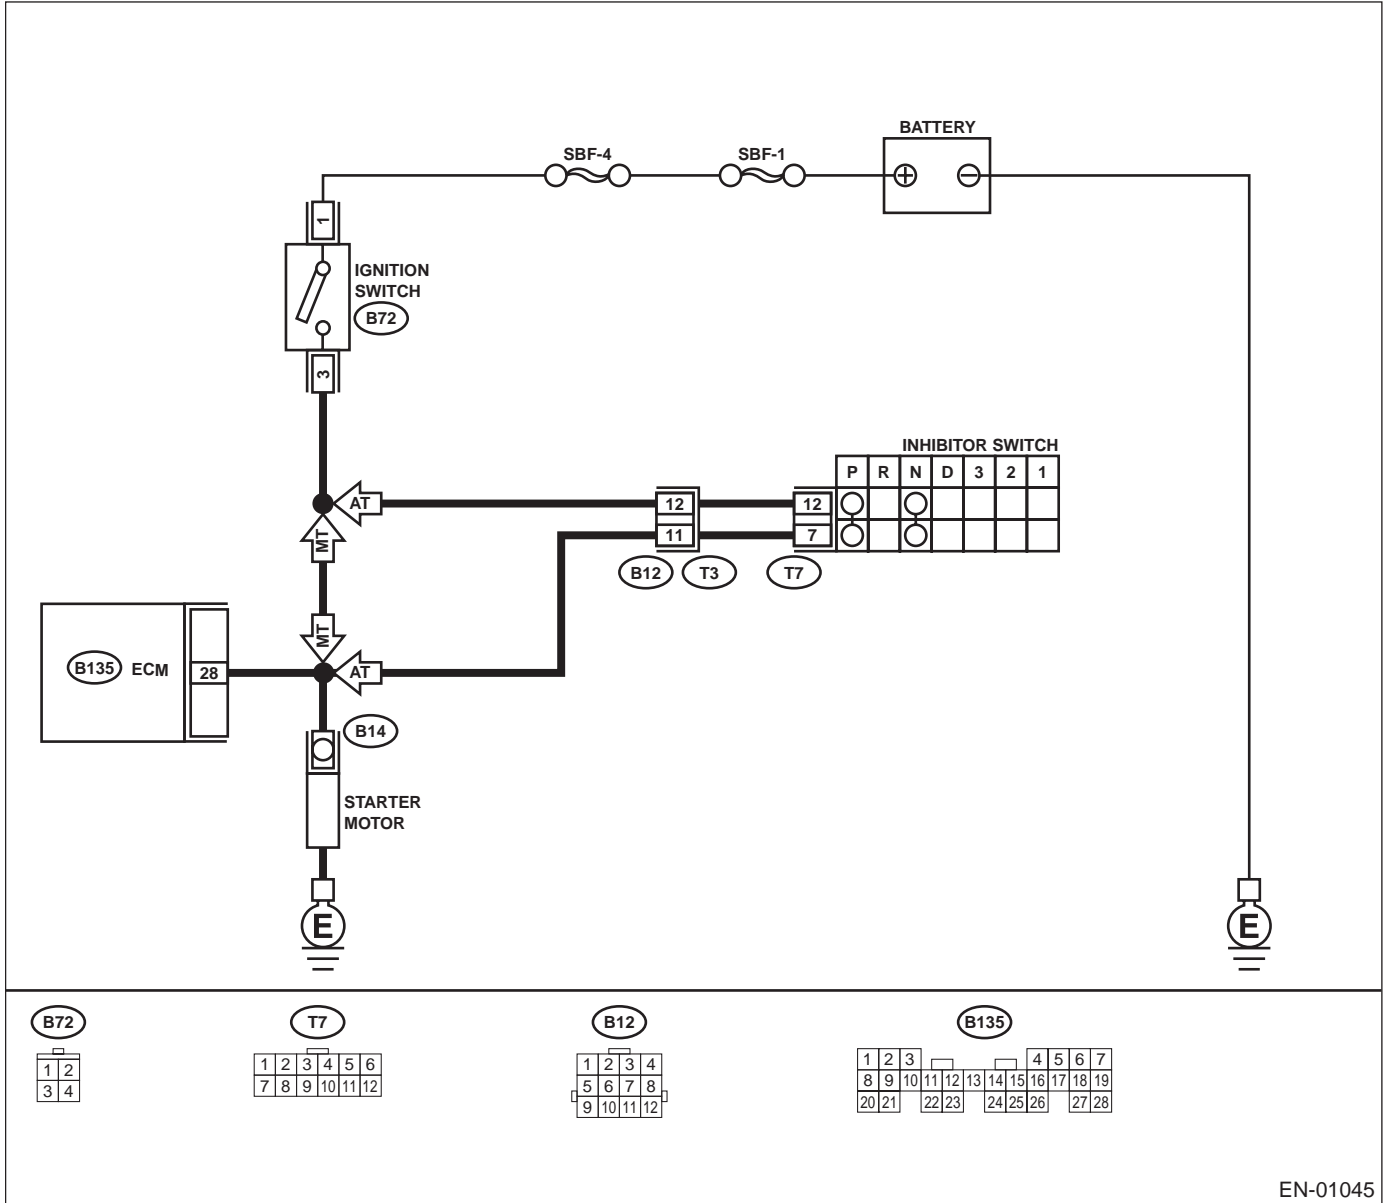 BATTERY
SBF-4
SBF-1
1
IGNITION
SWITCH
B72
3
INHIBITOR SWITCH
P R N D 3 2 1
AT
12
12
11
7
MT
B12
T3
T7
MT
B135 ECM 28
AT
B14
STARTER
MOTOR
E
E
B72
T7
B12
B135
1 2
3 4
1 2 3 4 5 6
7 8 9 10 11 12
1 2 3 4
5 6 7 8
9 10 11 12
1 2 3 4 5 6 7
8 9 10 11 12 13 14 15 16 17 18 19
20 21 22 23 24 25 26 27 28
EN-01045